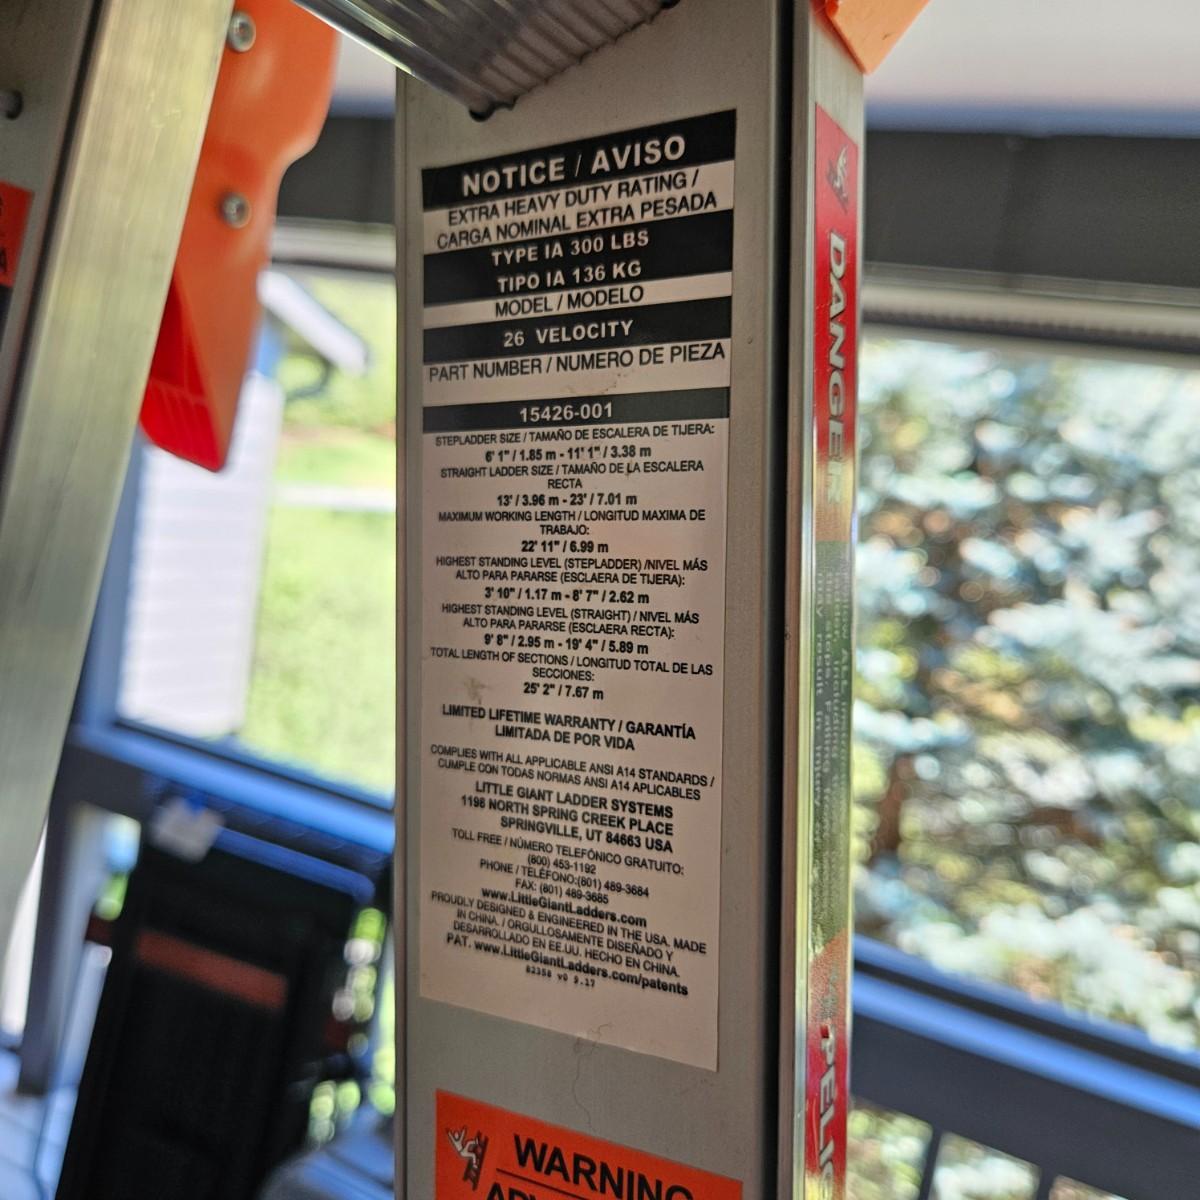 NOTICE / AVISO
EXTRA HEAVY DUTY RATING /
CARGA NOMINAL EXTRA PESADA
TYPE IA 300 LBS
TIPO IA 136 KG
MODEL / MODELO
26 VELOCITY
PART NUMBER / NUMERO DE PIEZA
15426-001
STEPLADDER SIZE / TAMAÑO DE ESCALERA DE TIJERA:
6' 1" / 1.85 m - 11' 1" / 3.38 m
STRAIGHT LADDER SIZE / TAMAÑO DE LA ESCALERA
RECTA
13' / 3.96 m - 23' / 7.01 m
MAXIMUM WORKING LENGTH / LONGITUD MAXIMA DE
TRABAJO:
22' 11" / 6.99 m
HIGHEST STANDING LEVEL (STEPLADDER) /NIVEL MÁS
ALTO PARA PARARSE (ESCLAERA DE TIJERA):
3' 10" / 1.17 m - 8' 7" / 2.62 m
HIGHEST STANDING LEVEL (STRAIGHT) / NIVEL MÁS
ALTO PARA PARARSE (ESCLAERA RECTA):
9' 8" / 2.95 m - 19' 4" / 5.89 m
TOTAL LENGTH OF SECTIONS / LONGITUD TOTAL DE LAS
SECCIONES:
25' 2" / 7.67 m
LIMITED LIFETIME WARRANTY / GARANTÍA
LIMITADA DE POR VIDA
COMPLIES WITH ALL APPLICABLE ANSI A14 STANDARDS /
CUMPLE CON TODAS NORMAS ANSI A14 APLICABLES
LITTLE GIANT LADDER SYSTEMS
1198 NORTH SPRING CREEK PLACE
SPRINGVILLE, UT 84663 USA
TOLL FREE / NÚMERO TELEFÓNICO GRATUITO:
(800) 453-1192
PHONE / TELÉFONO:(801) 489-3684
FAX: (801) 489-3685
www.LittleGiantLadders.com
PROUDLY DESIGNED & ENGINEERED IN THE USA. MADE
IN CHINA. / ORGULLOSAMENTE DISEÑADO Y
DESARROLLADO EN EE.UU. HECHO EN CHINA.
PAT. www.LittleGiantLadders.com/patents
82358 v0 9.17
WARNING
DANGER